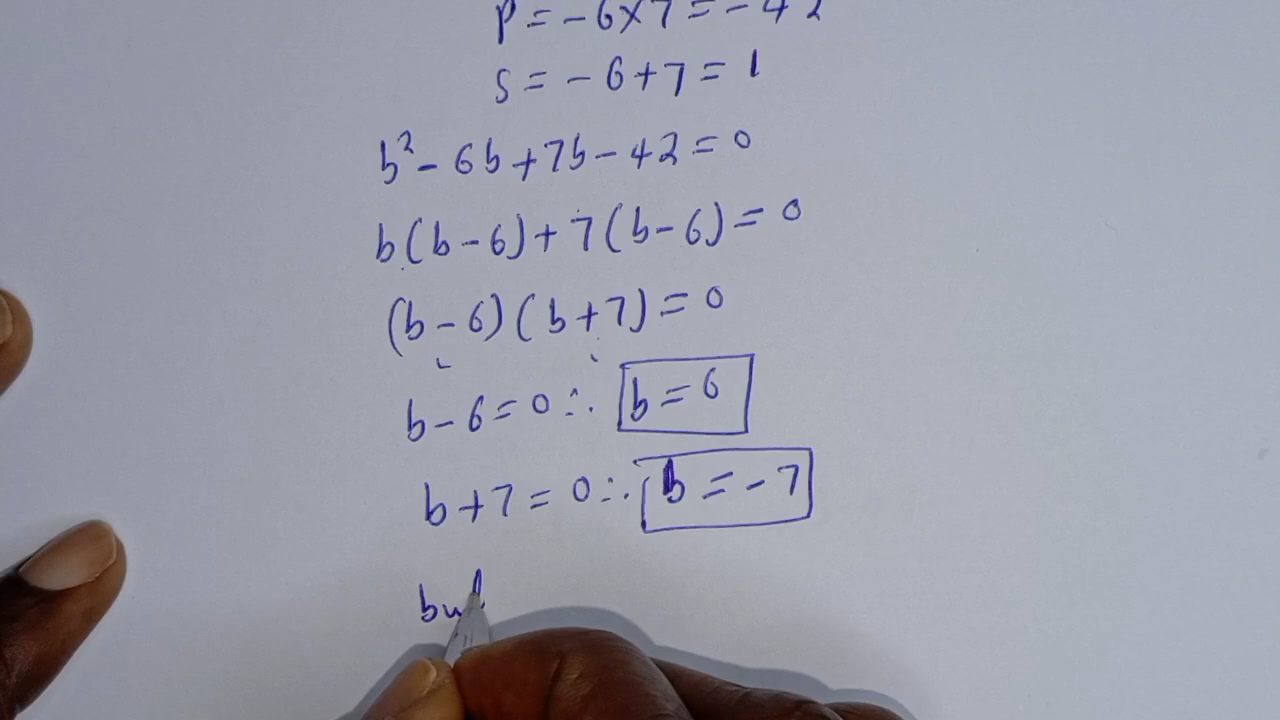 P = -6×7 = -42
S = -6+7 = 1
b² - 6b + 7b - 42 = 0
b(b-6) + 7(b-6) = 0
(b-6)(b+7) = 0
b-6 = 0 ∴ b = 6
b+7 = 0 ∴ b = -7
but